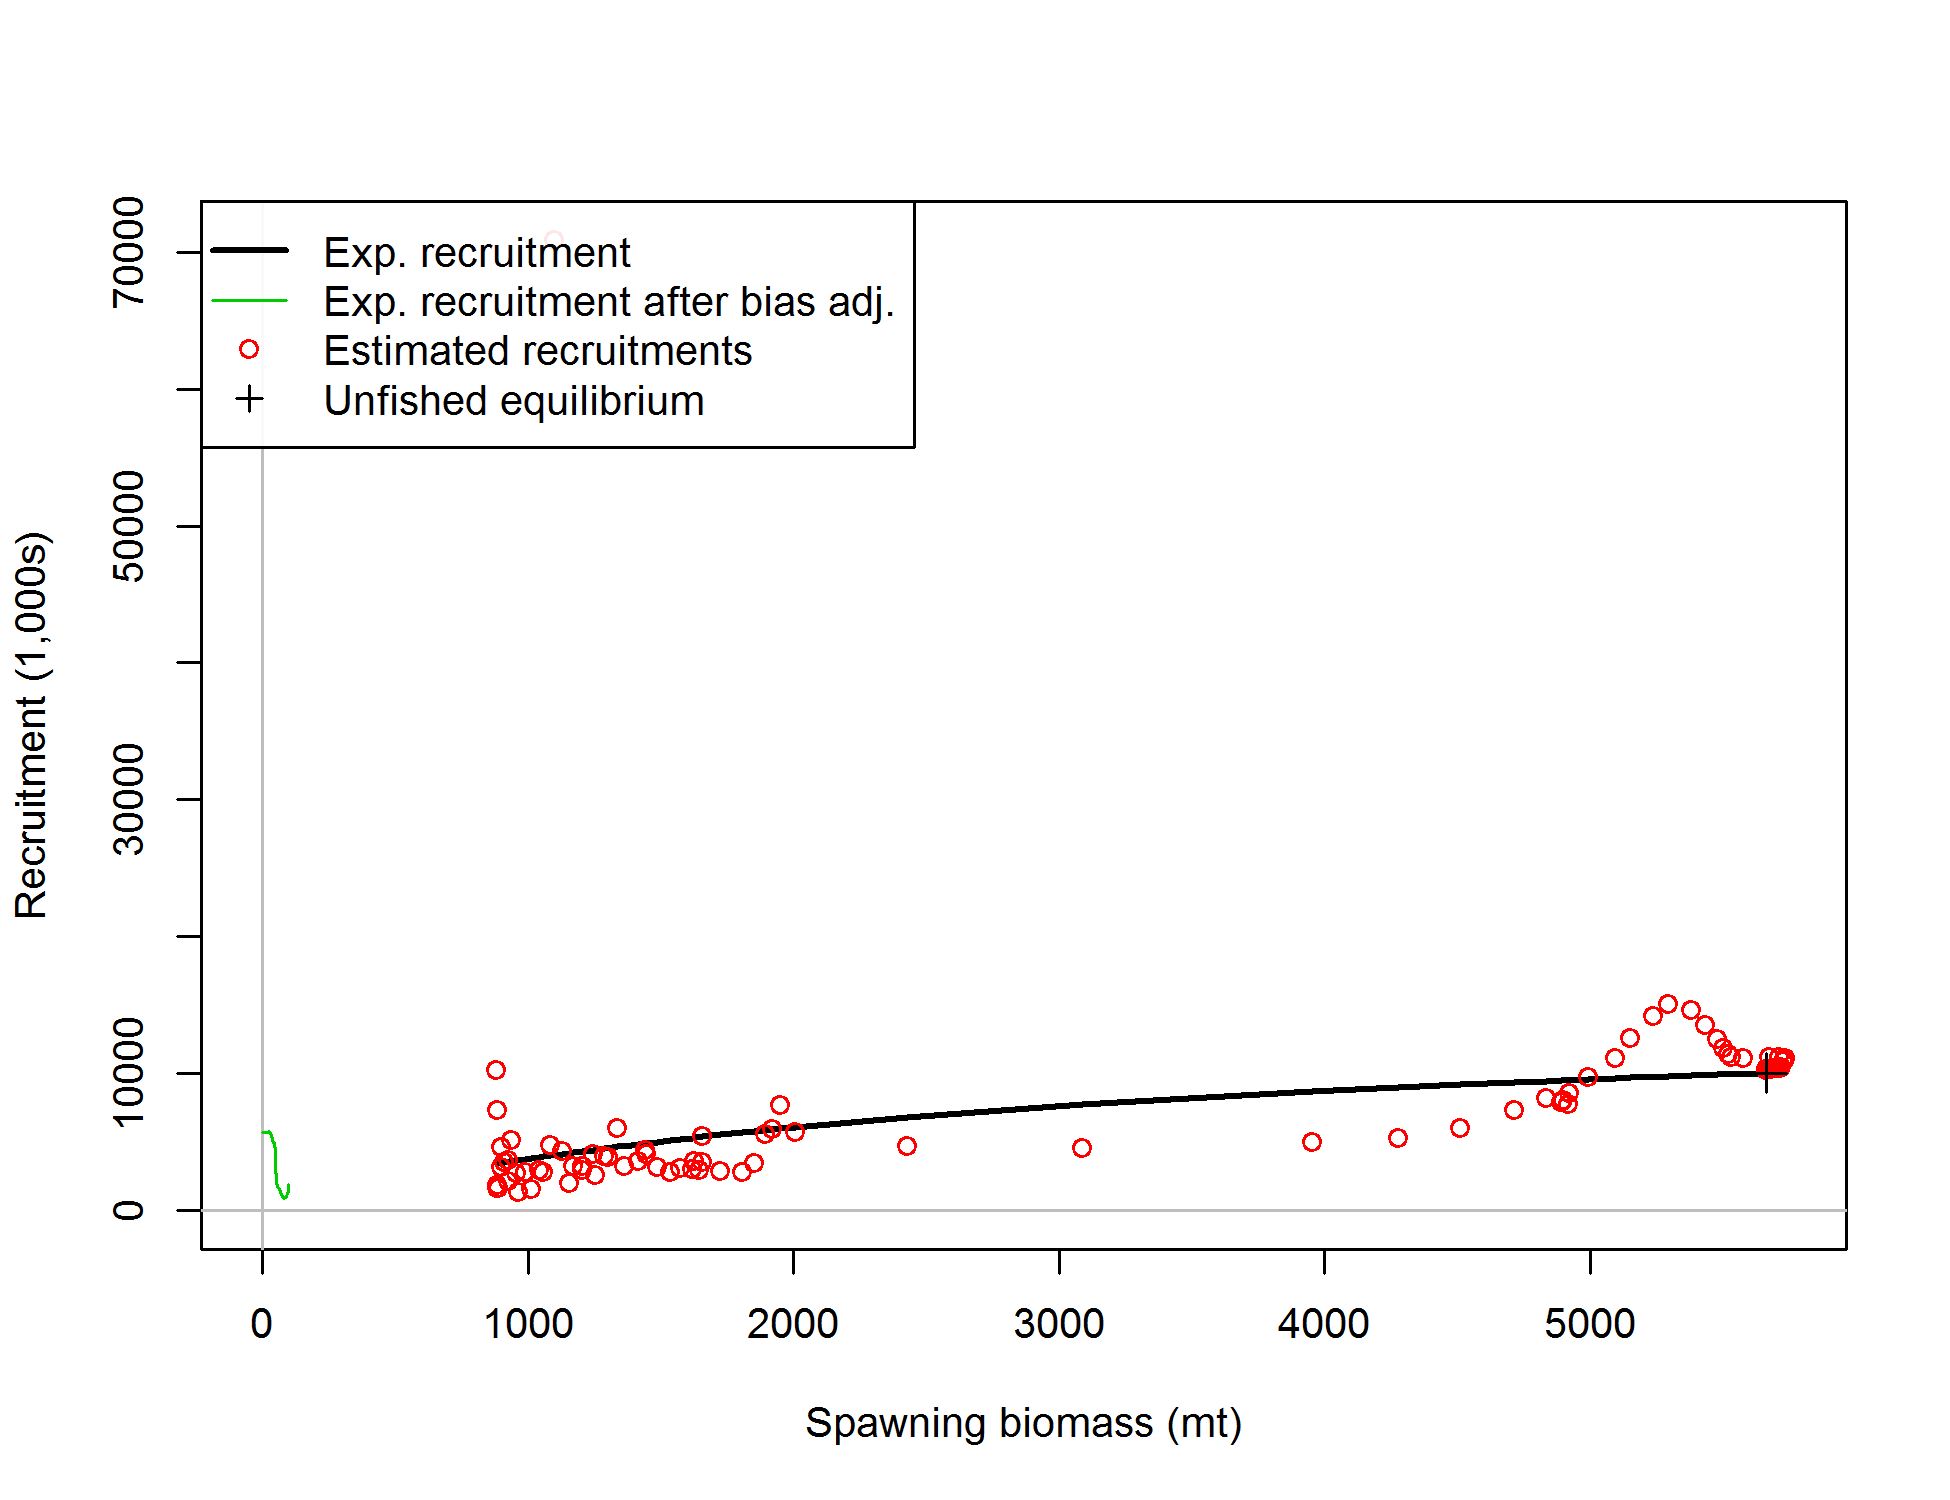 Exp. recruitment
Exp. recruitment after bias adj.
Estimated recruitments
Unfished equilibrium
70000
50000
30000
10000
0
Recruitment (1,000s)
0 1000 2000 3000 4000 5000
Spawning biomass (mt)